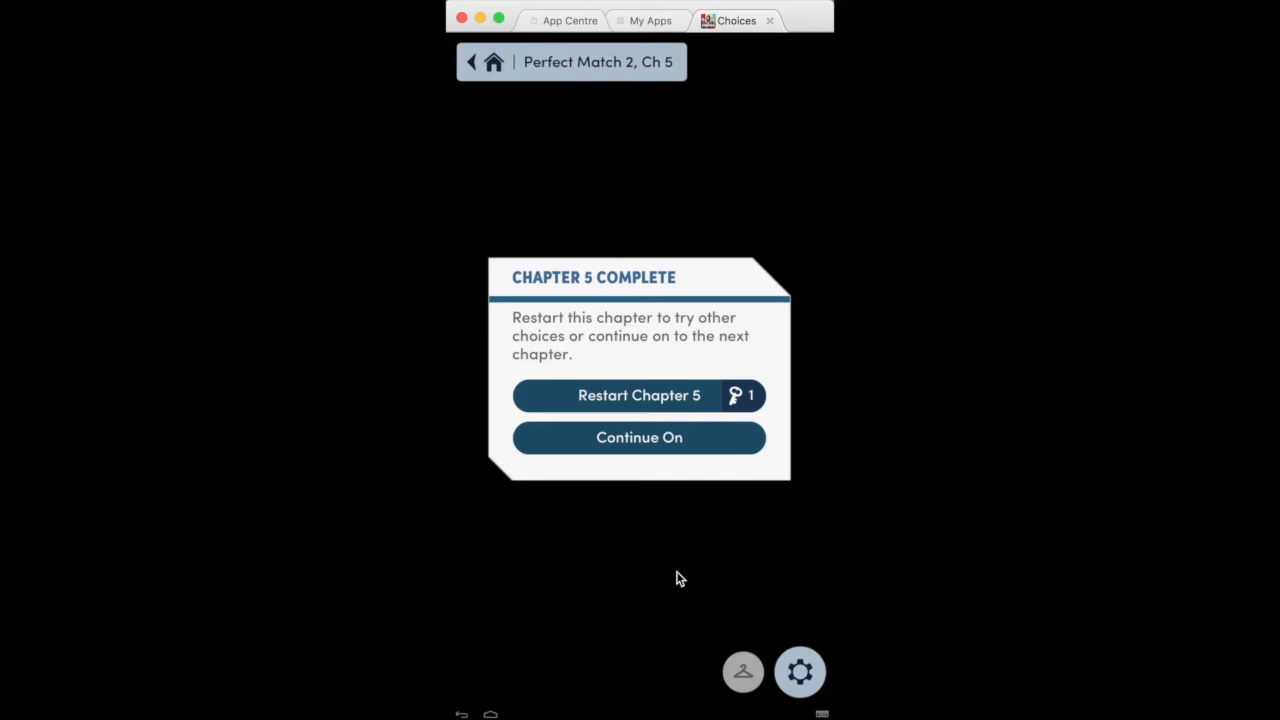 App Centre My Apps Choices
Perfect Match 2, Ch 5
CHAPTER 5 COMPLETE
Restart this chapter to try other
choices or continue on to the next
chapter.
Restart Chapter 5 1
Continue On